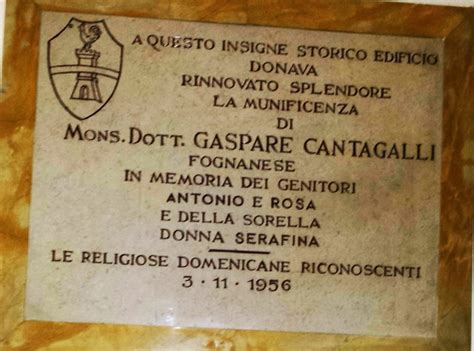 A QUESTO INSIGNE STORICO EDIFICIO
DONAVA
RINNOVATO SPLENDORE
LA MUNIFICENZA
DI
MONS. DOTT. GASPARE CANTAGALLI
FOGNANESE
IN MEMORIA DEI GENITORI
ANTONIO E ROSA
E DELLA SORELLA
DONNA SERAFINA
LE RELIGIOSE DOMENICANE RICONOSCENTI
3·11·1956